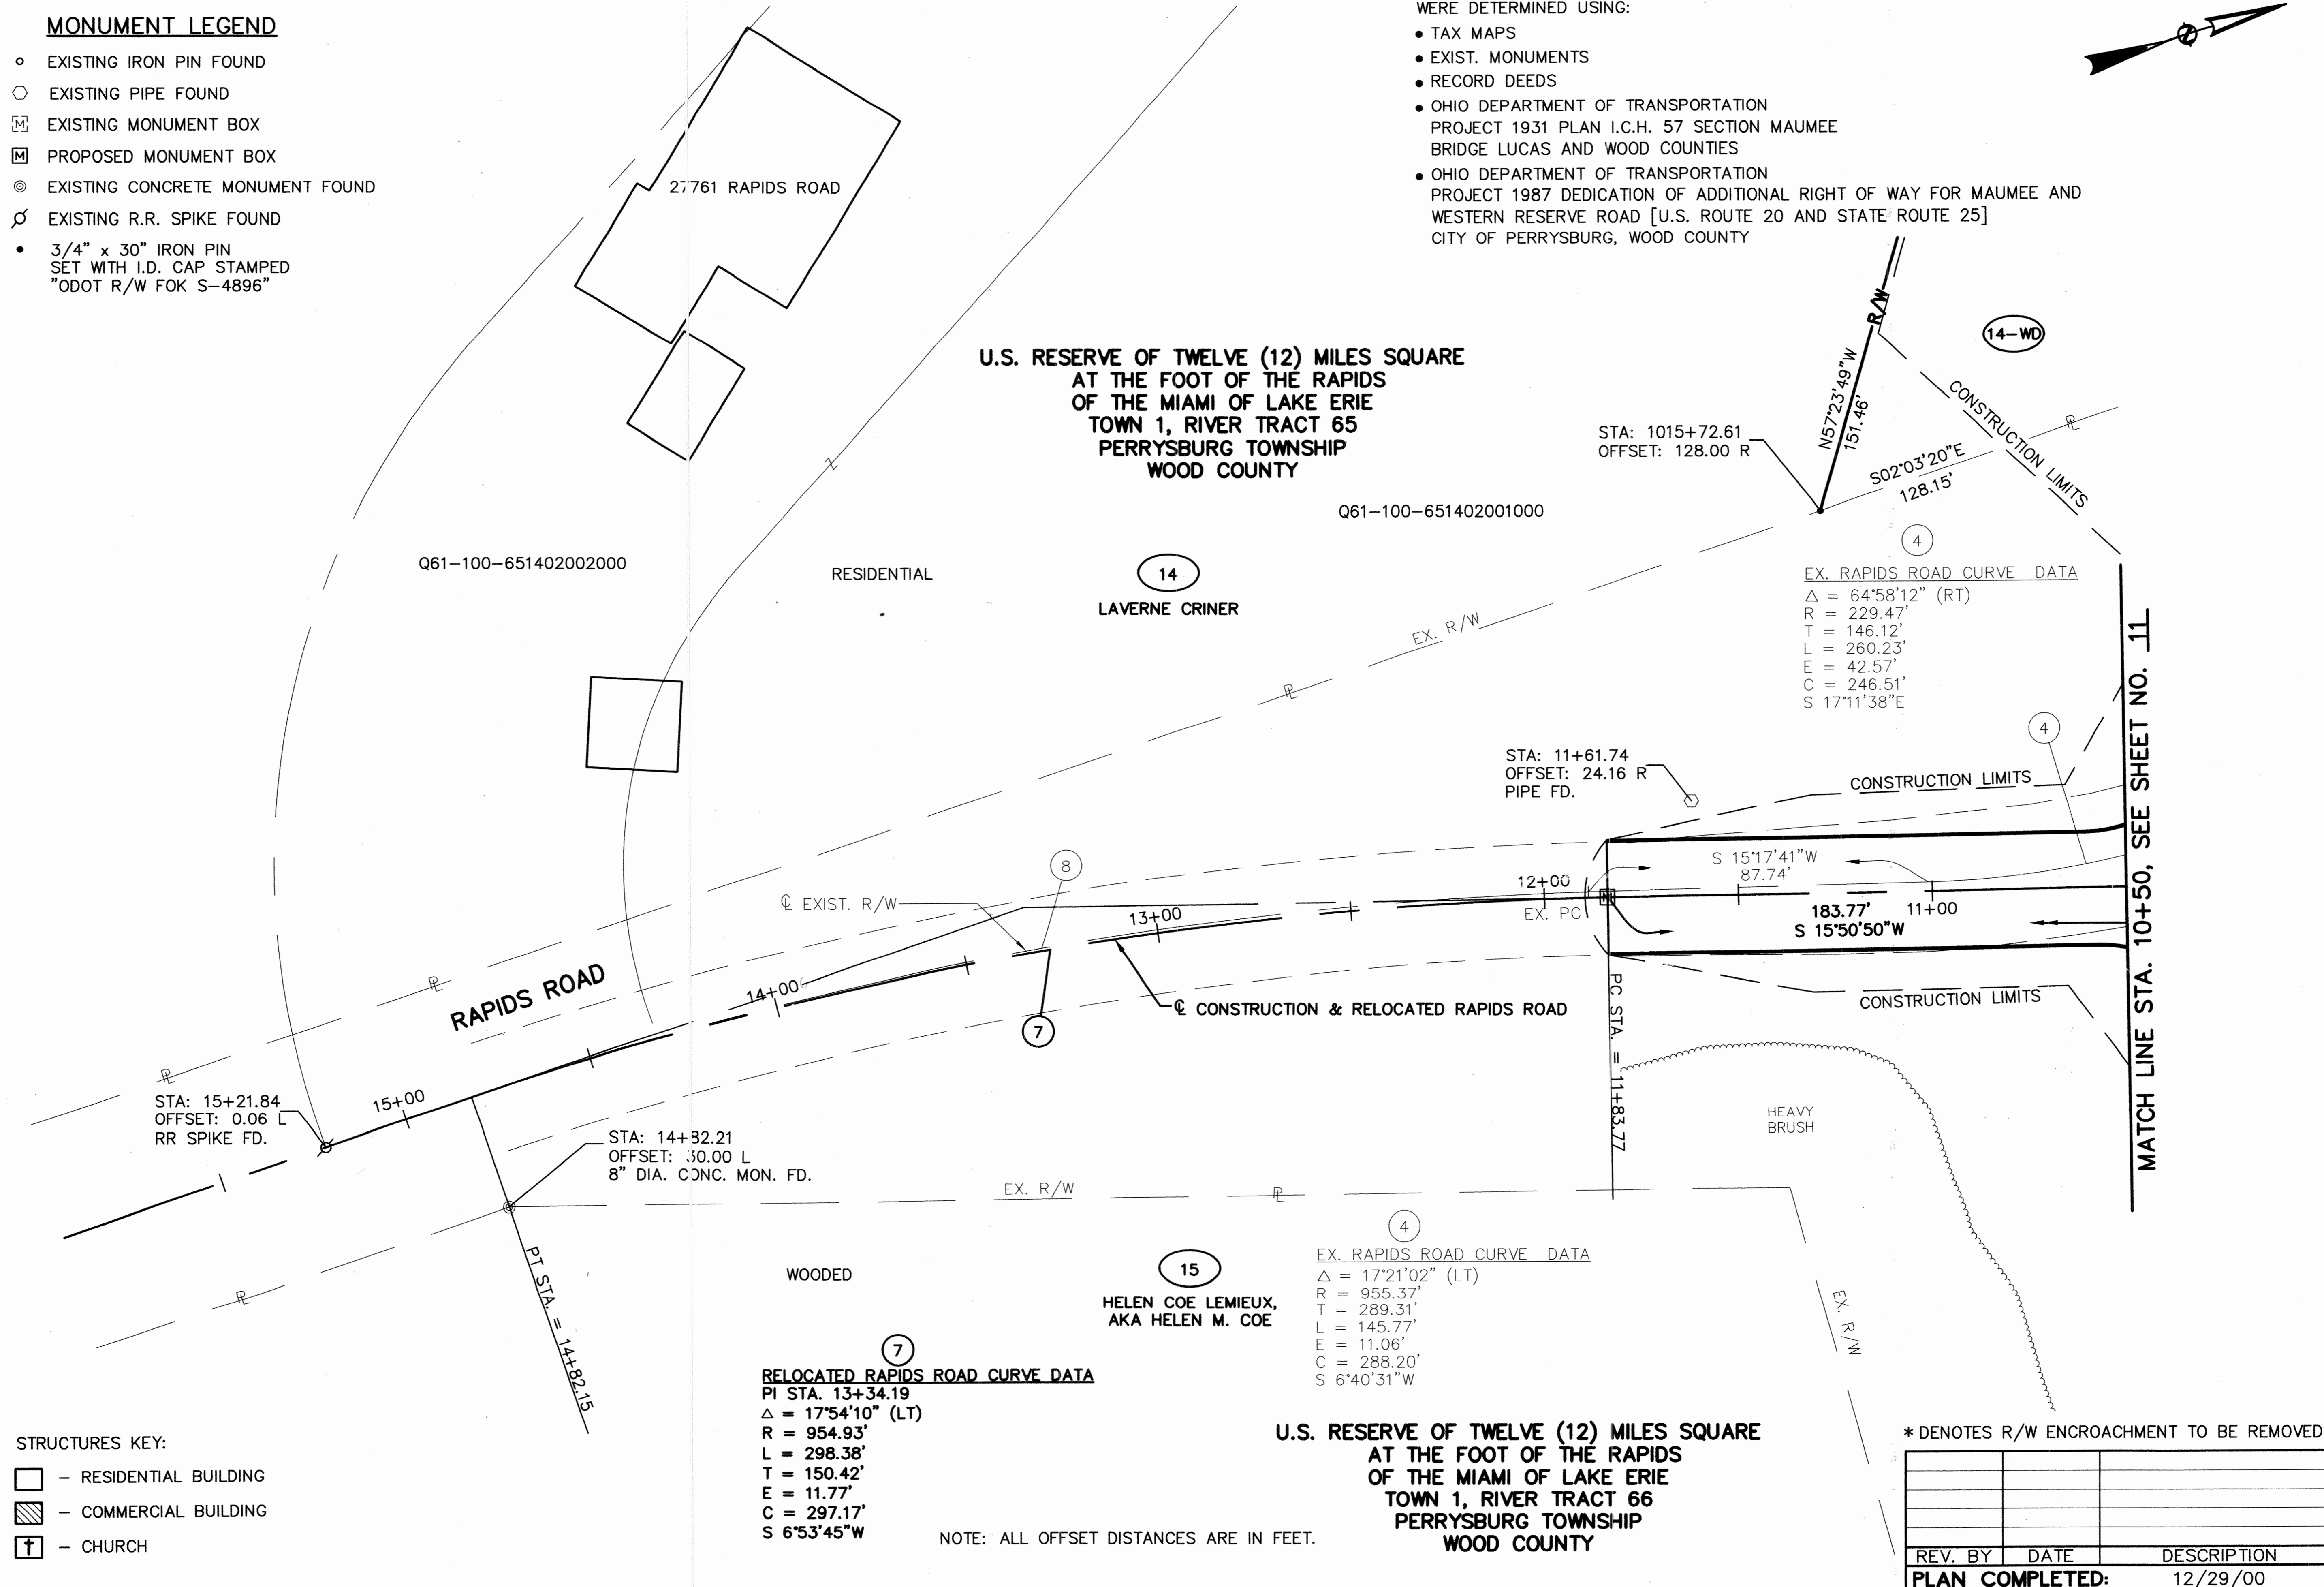 MONUMENT LEGEND
EXISTING IRON PIN FOUND
EXISTING PIPE FOUND
[M] EXISTING MONUMENT BOX
M PROPOSED MONUMENT BOX
EXISTING CONCRETE MONUMENT FOUND
EXISTING R.R. SPIKE FOUND
• 3/4" x 30" IRON PIN
SET WITH I.D. CAP STAMPED
"ODOT R/W FOK S-4896"
27761 RAPIDS ROAD
WERE DETERMINED USING:
• TAX MAPS
• EXIST. MONUMENTS
• RECORD DEEDS
• OHIO DEPARTMENT OF TRANSPORTATION
PROJECT 1931 PLAN I.C.H. 57 SECTION MAUMEE
BRIDGE LUCAS AND WOOD COUNTIES
• OHIO DEPARTMENT OF TRANSPORTATION
PROJECT 1987 DEDICATION OF ADDITIONAL RIGHT OF WAY FOR MAUMEE AND
WESTERN RESERVE ROAD [U.S. ROUTE 20 AND STATE ROUTE 25]
CITY OF PERRYSBURG, WOOD COUNTY
U.S. RESERVE OF TWELVE (12) MILES SQUARE
AT THE FOOT OF THE RAPIDS
OF THE MIAMI OF LAKE ERIE
TOWN 1, RIVER TRACT 65
PERRYSBURG TOWNSHIP
WOOD COUNTY
R/W
14-WD
N57°23'49"W
151.46'
CONSTRUCTION LIMITS
PL
STA: 1015+72.61
OFFSET: 128.00 R
S02°03'20"E
128.15'
Q61-100-651402001000
Q61-100-651402002000
RESIDENTIAL
14
LAVERNE CRINER
EX. R/W
PL
4
EX. RAPIDS ROAD CURVE DATA
△ = 64°58'12" (RT)
R = 229.47'
T = 146.12'
L = 260.23'
E = 42.57'
C = 246.51'
S 17°11'38"E
4
MATCH LINE STA. 10+50, SEE SHEET NO. 11
STA: 11+61.74
OFFSET: 24.16 R
PIPE FD.
CONSTRUCTION LIMITS
8
S 15°17'41"W
87.74'
12+00
M
EX. PC
11+00
183.77'
S 15°50'50"W
℄ EXIST. R/W
13+00
14+00
PL
RAPIDS ROAD
7
℄ CONSTRUCTION & RELOCATED RAPIDS ROAD
CONSTRUCTION LIMITS
PC STA. = 11+83.77
PL
STA: 15+21.84
OFFSET: 0.06 L
RR SPIKE FD.
15+00
STA: 14+82.21
OFFSET: 30.00 L
8" DIA. CONC. MON. FD.
HEAVY
BRUSH
EX. R/W
PL
PT STA. = 14+82.15
PL
WOODED
15
HELEN COE LEMIEUX,
AKA HELEN M. COE
4
EX. RAPIDS ROAD CURVE DATA
△ = 17°21'02" (LT)
R = 955.37'
T = 289.31'
L = 145.77'
E = 11.06'
C = 288.20'
S 6°40'31"W
EX. R/W
7
RELOCATED RAPIDS ROAD CURVE DATA
PI STA. 13+34.19
△ = 17°54'10" (LT)
R = 954.93'
L = 298.38'
T = 150.42'
E = 11.77'
C = 297.17'
S 6°53'45"W
NOTE: ALL OFFSET DISTANCES ARE IN FEET.
U.S. RESERVE OF TWELVE (12) MILES SQUARE
AT THE FOOT OF THE RAPIDS
OF THE MIAMI OF LAKE ERIE
TOWN 1, RIVER TRACT 66
PERRYSBURG TOWNSHIP
WOOD COUNTY
STRUCTURES KEY:
- RESIDENTIAL BUILDING
- COMMERCIAL BUILDING
- CHURCH
* DENOTES R/W ENCROACHMENT TO BE REMOVED
REV. BY DATE DESCRIPTION
PLAN COMPLETED: 12/29/00